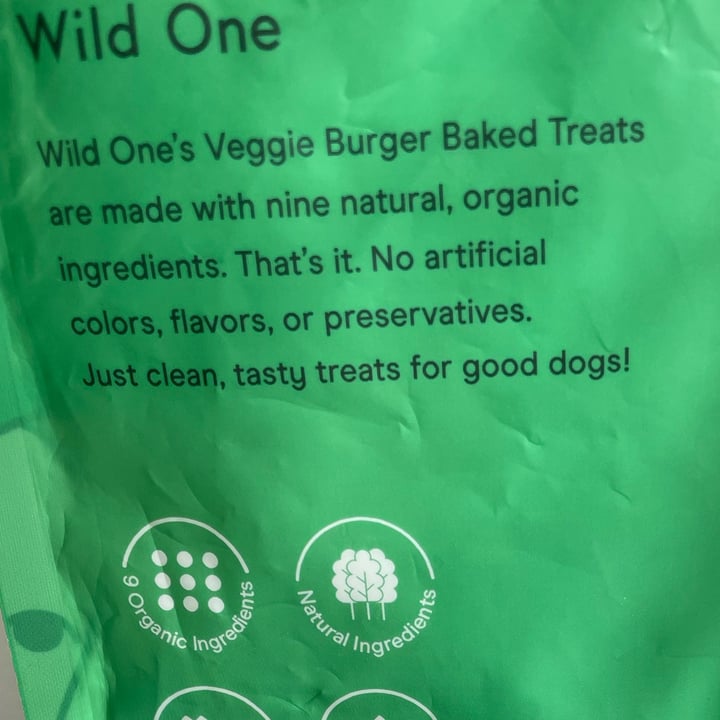 Wild One
Wild One's Veggie Burger Baked Treats
are made with nine natural, organic
ingredients. That's it. No artificial
colors, flavors, or preservatives.
Just clean, tasty treats for good dogs!
9 Organic Ingredients
Natural Ingredients